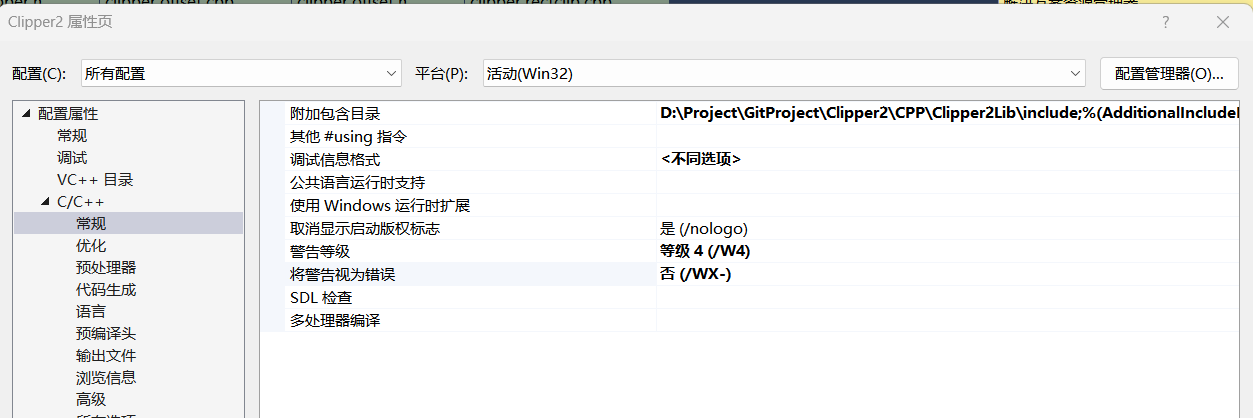 Clipper2 属性页
配置(C): 所有配置 平台(P): 活动(Win32) 配置管理器(O)...
配置属性
常规
调试
VC++ 目录
C/C++
常规
优化
预处理器
代码生成
语言
预编译头
输出文件
浏览信息
高级
附加包含目录 D:\Project\GitProject\Clipper2\CPP\Clipper2Lib\include;%(AdditionalInclude
其他 #using 指令
调试信息格式 <不同选项>
公共语言运行时支持
使用 Windows 运行时扩展
取消显示启动版权标志 是 (/nologo)
警告等级 等级 4 (/W4)
将警告视为错误 否 (/WX-)
SDL 检查
多处理器编译